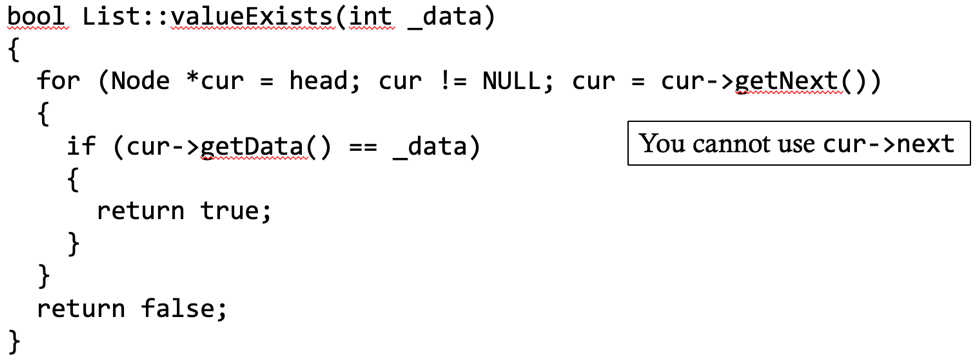 bool List::valueExists(int _data)
{
  for (Node *cur = head; cur != NULL; cur = cur->getNext())
  {
    if (cur->getData() == _data)
    {
      return true;
    }
  }
  return false;
}
You cannot use cur->next